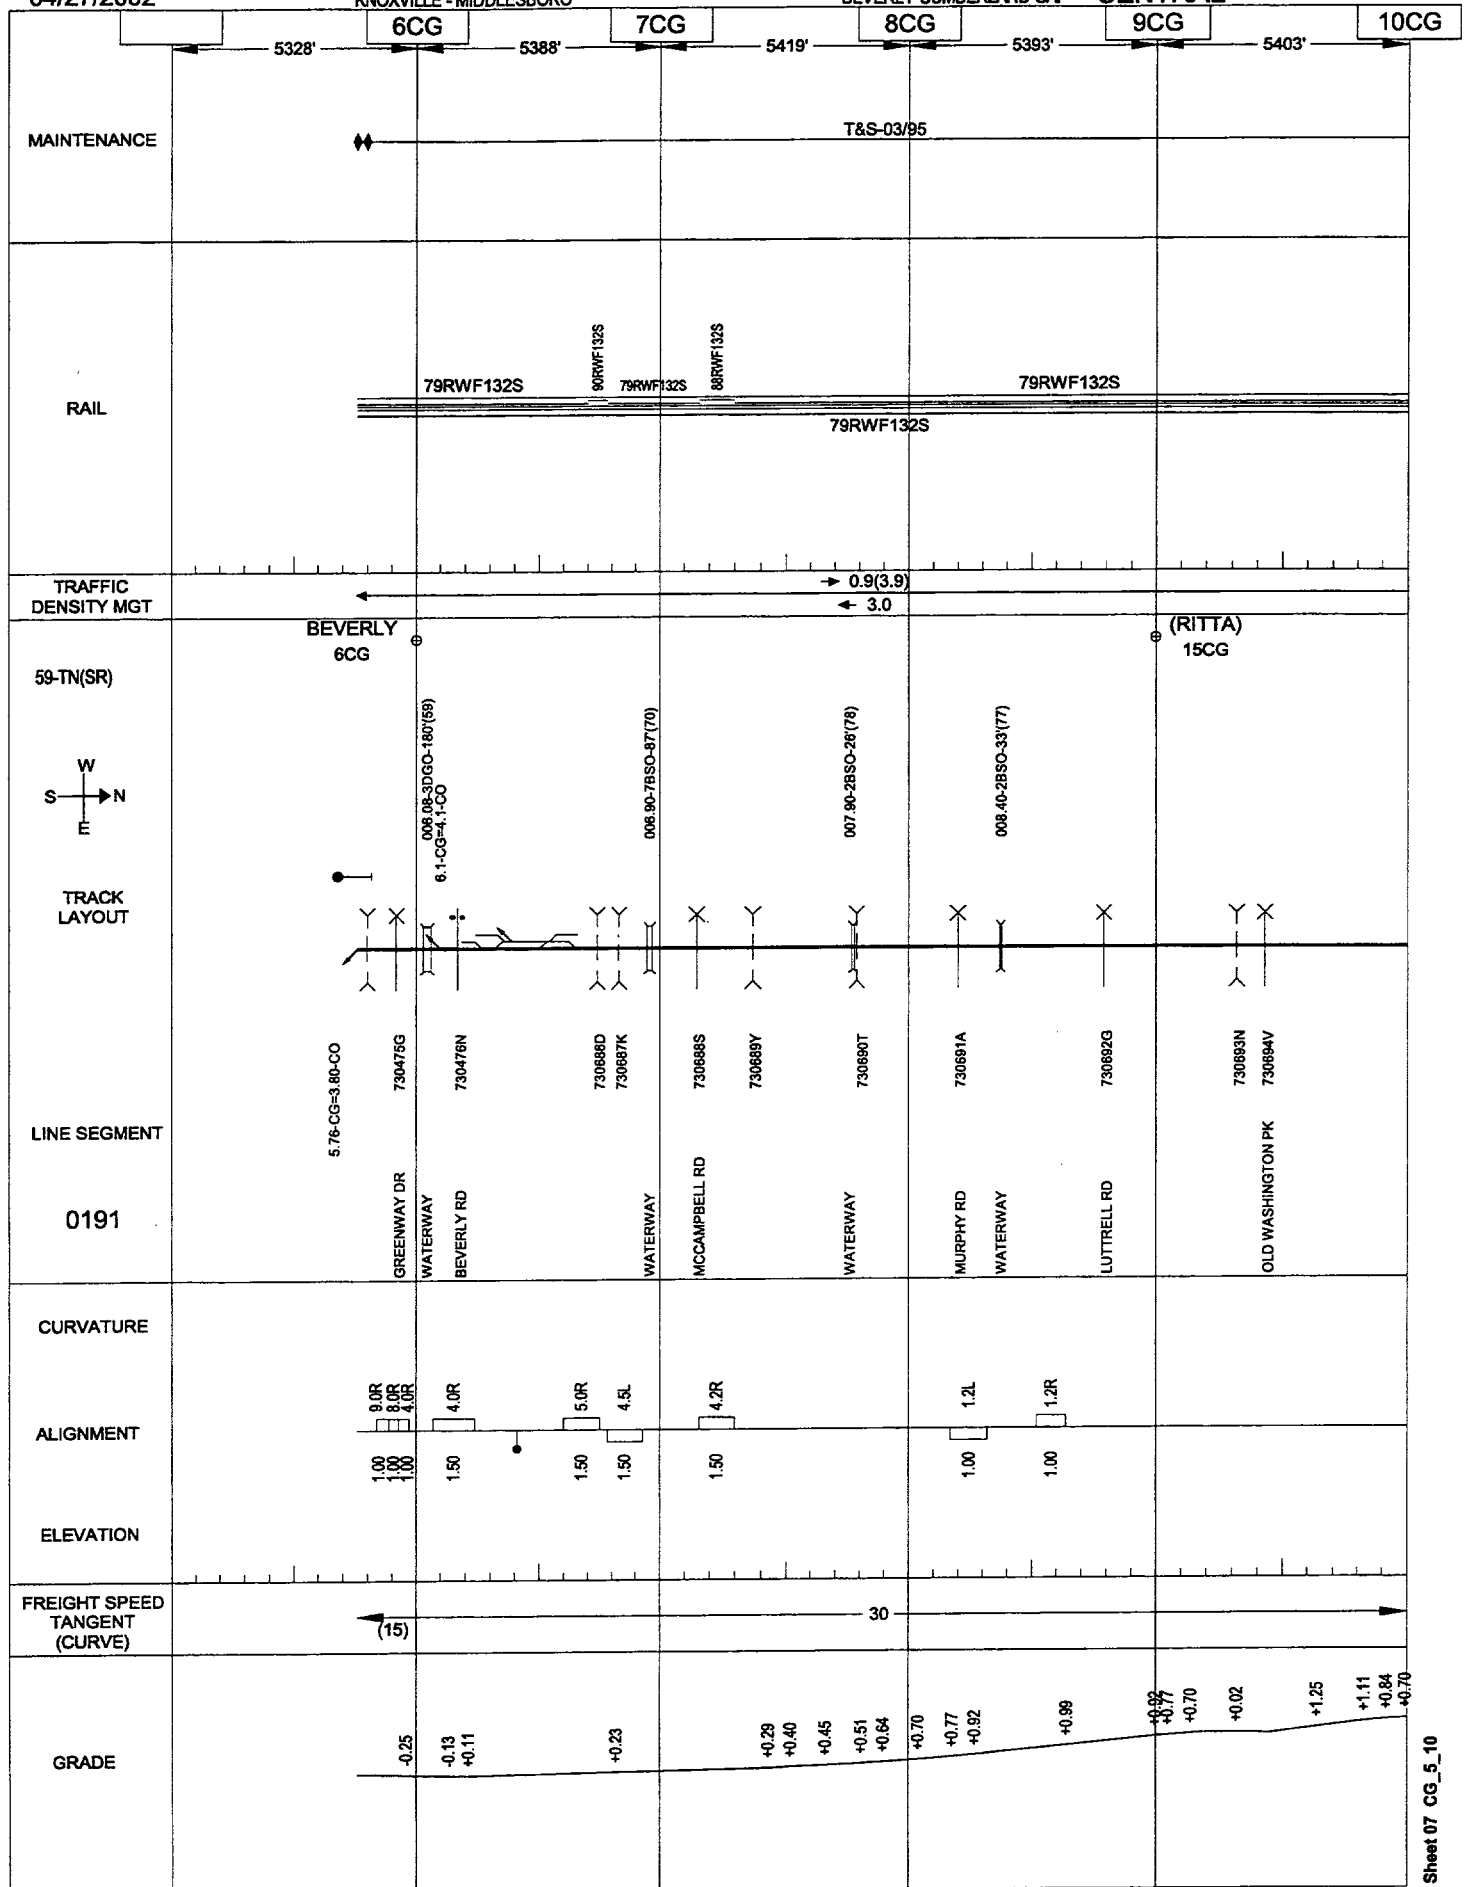 04/27/2002
KNOXVILLE - MIDDLESBORO
6CG 7CG 8CG 9CG 10CG
5328' 5388' 5419' 5393' 5403'
MAINTENANCE
T&S-03/95
RAIL
79RWF132S
90RWF132S
79RWF132S
88RWF132S
79RWF132S
79RWF132S
TRAFFIC
DENSITY MGT
0.9(3.9)
3.0
BEVERLY
6CG
(RITTA)
15CG
59-TN(SR)
W
S N
E
006.08-3DGO-180'(59)
6.1-CG=4.1-CO
006.90-7BSO-87'(70)
007.90-2BSO-26'(78)
008.40-2BSO-33'(77)
TRACK
LAYOUT
5.76-CG=3.80-CO
730475G
730476N
730686D
730687K
730688S
730689Y
730690T
730691A
730692G
730693N
730694V
LINE SEGMENT
0191
GREENWAY DR
WATERWAY
BEVERLY RD
WATERWAY
MCCAMPBELL RD
WATERWAY
MURPHY RD
WATERWAY
LUTTRELL RD
OLD WASHINGTON PK
CURVATURE
9.0R
8.0R
4.0R
4.0R
5.0R
4.5L
4.2R
1.2L
1.2R
ALIGNMENT
1.00
1.00
1.00
1.50
1.50
1.50
1.50
1.00
1.00
ELEVATION
FREIGHT SPEED
TANGENT
(CURVE)
(15)
30
GRADE
-0.25
-0.13
+0.11
+0.23
+0.29
+0.40
+0.45
+0.51
+0.64
+0.70
+0.77
+0.92
+0.99
+0.92
+0.77
+0.70
+0.02
+1.25
+1.11
+0.84
+0.70
Sheet 07 CG_5_10